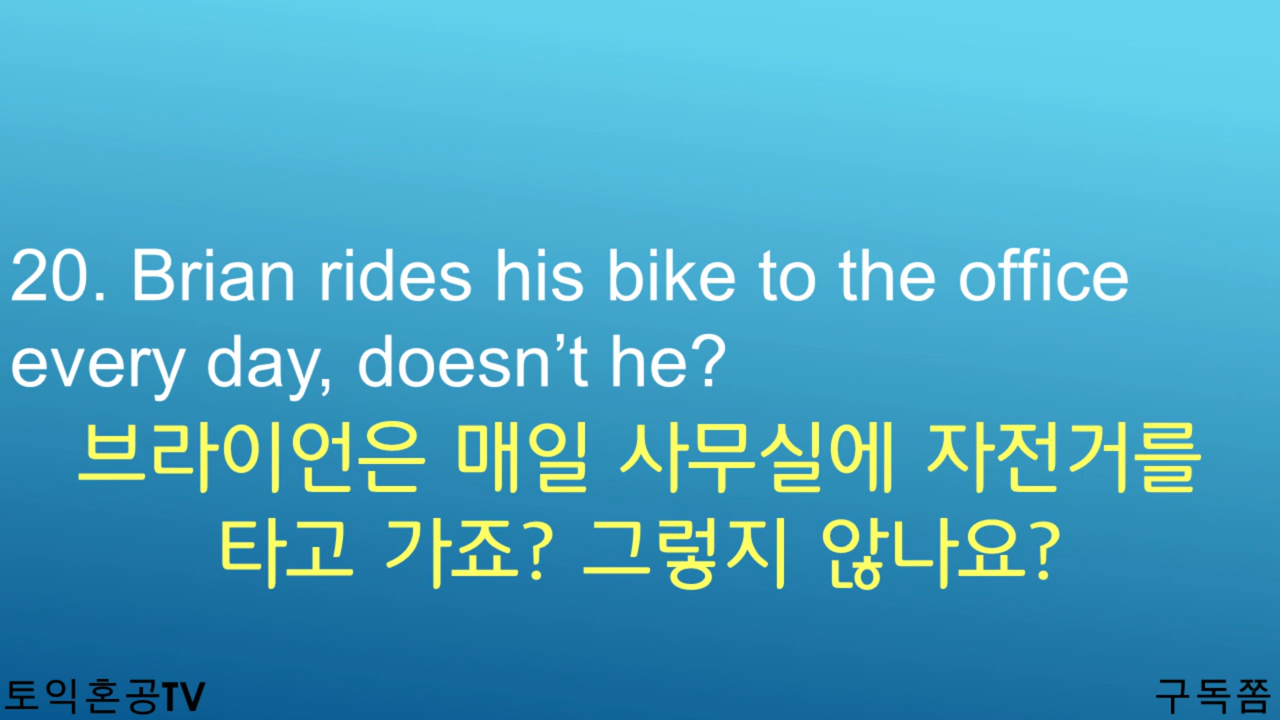 20. Brian rides his bike to the office
every day, doesn’t he?
브라이언은 매일 사무실에 자전거를
타고 가죠? 그렇지 않나요?
토익혼공TV
구독쫌